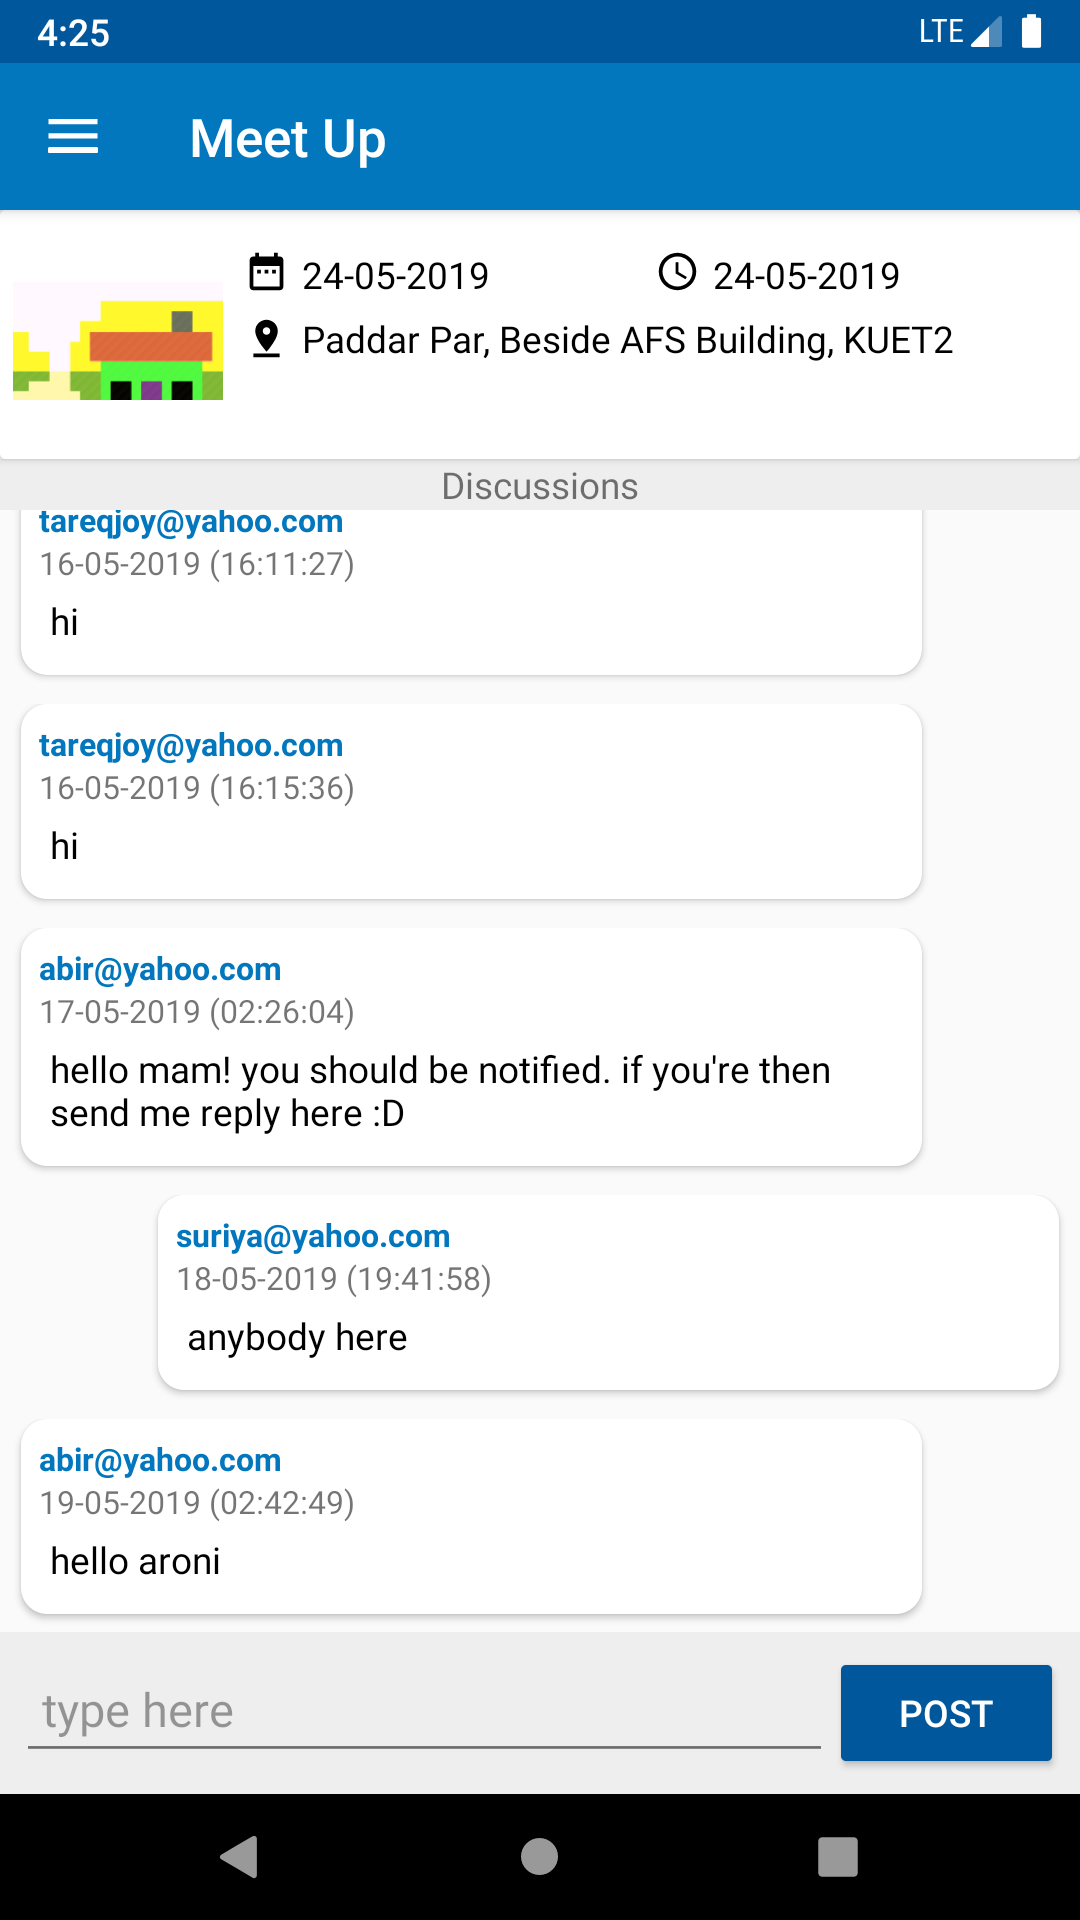 4:25 LTE
Meet Up
24-05-2019 24-05-2019
Paddar Par, Beside AFS Building, KUET2
Discussions
tareqjoy@yahoo.com
16-05-2019 (16:11:27)
hi
tareqjoy@yahoo.com
16-05-2019 (16:15:36)
hi
abir@yahoo.com
17-05-2019 (02:26:04)
hello mam! you should be notified. if you're then
send me reply here :D
suriya@yahoo.com
18-05-2019 (19:41:58)
anybody here
abir@yahoo.com
19-05-2019 (02:42:49)
hello aroni
type here
POST